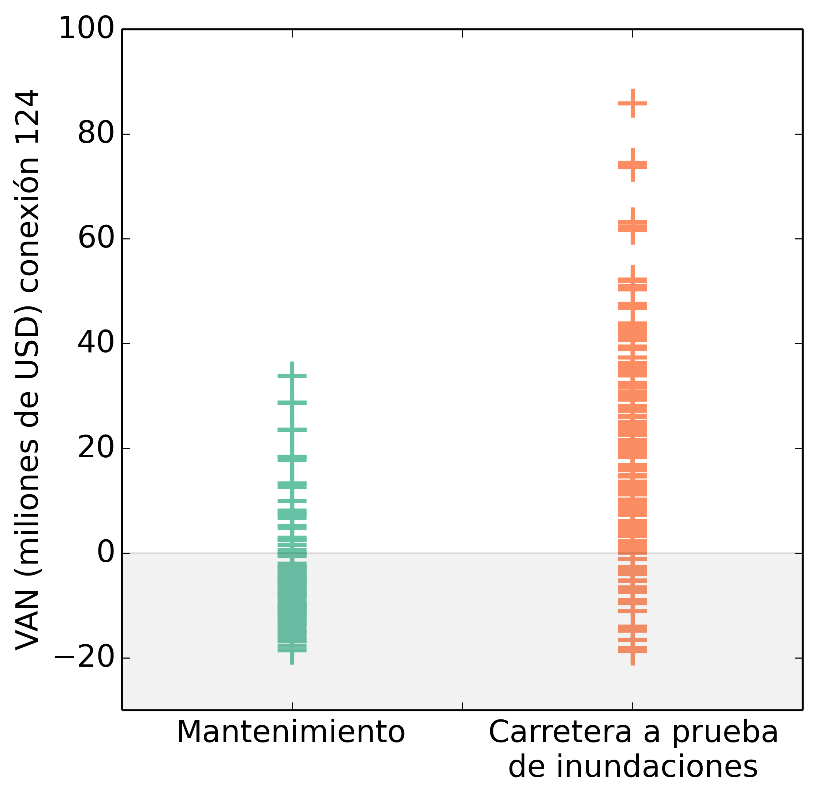 100
80
60
40
20
0
−20
VAN (miliones de USD) conexión 124
Mantenimiento
Carretera a prueba
de inundaciones